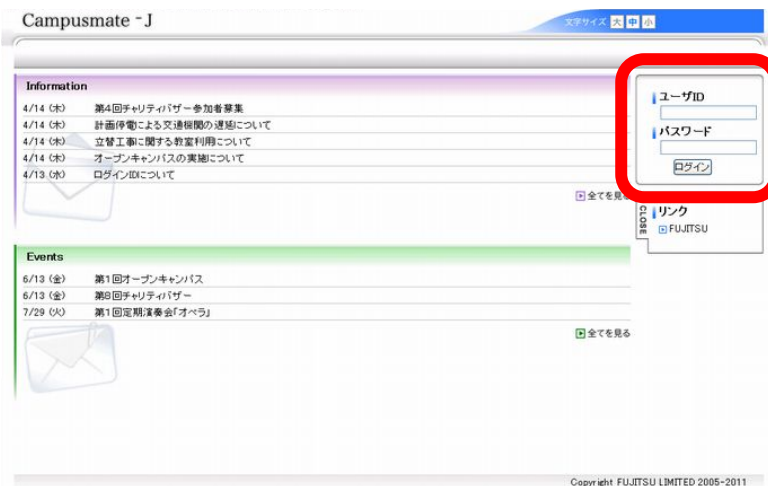 Campusmate-J
文字サイズ 大 中 小
Information
4/14 (木) 第4回チャリティバザー参加者募集
4/14 (木) 計画停電による交通機関の遅延について
4/14 (木) 立替工事に関する教室利用について
4/14 (木) オープンキャンパスの実施について
4/13 (水) ログインIDについて
全てを見る
Events
6/13 (金) 第1回オープンキャンパス
6/13 (金) 第8回チャリティバザー
7/29 (火) 第1回定期演奏会「オペラ」
全てを見る
ユーザID
パスワード
ログイン
CLOSE
リンク
FUJITSU
Copyright FUJITSU LIMITED 2005-2011